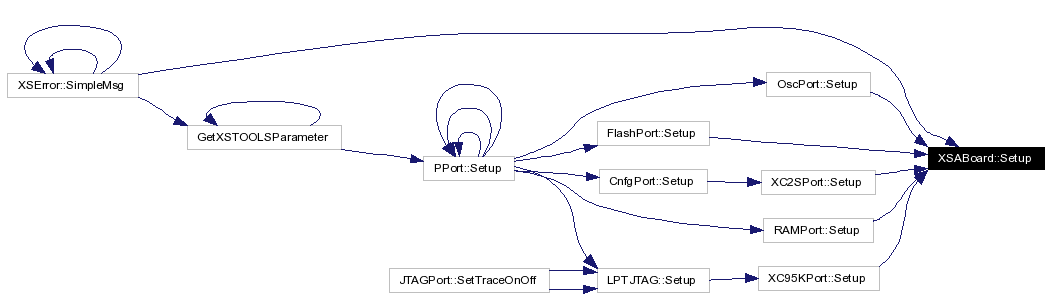 XSError::SimpleMsg
GetXSTOOLSParameter
PPort::Setup
JTAGPort::SetTraceOnOff
OscPort::Setup
FlashPort::Setup
CnfgPort::Setup
XC2SPort::Setup
RAMPort::Setup
LPTJTAG::Setup
XC95KPort::Setup
XSABoard::Setup